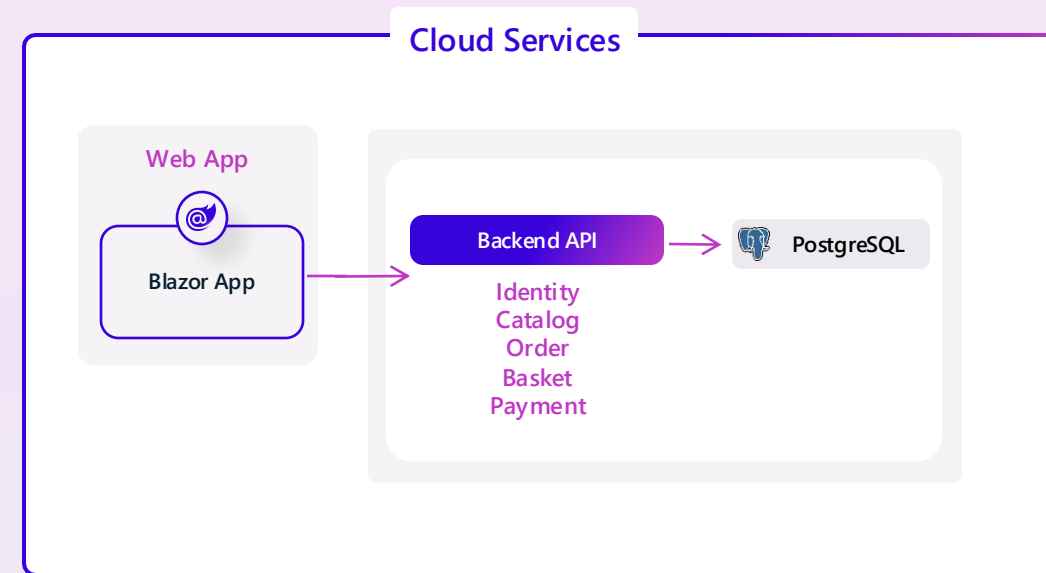 Cloud Services
Web App
Blazor App
Backend API
Identity
Catalog
Order
Basket
Payment
PostgreSQL